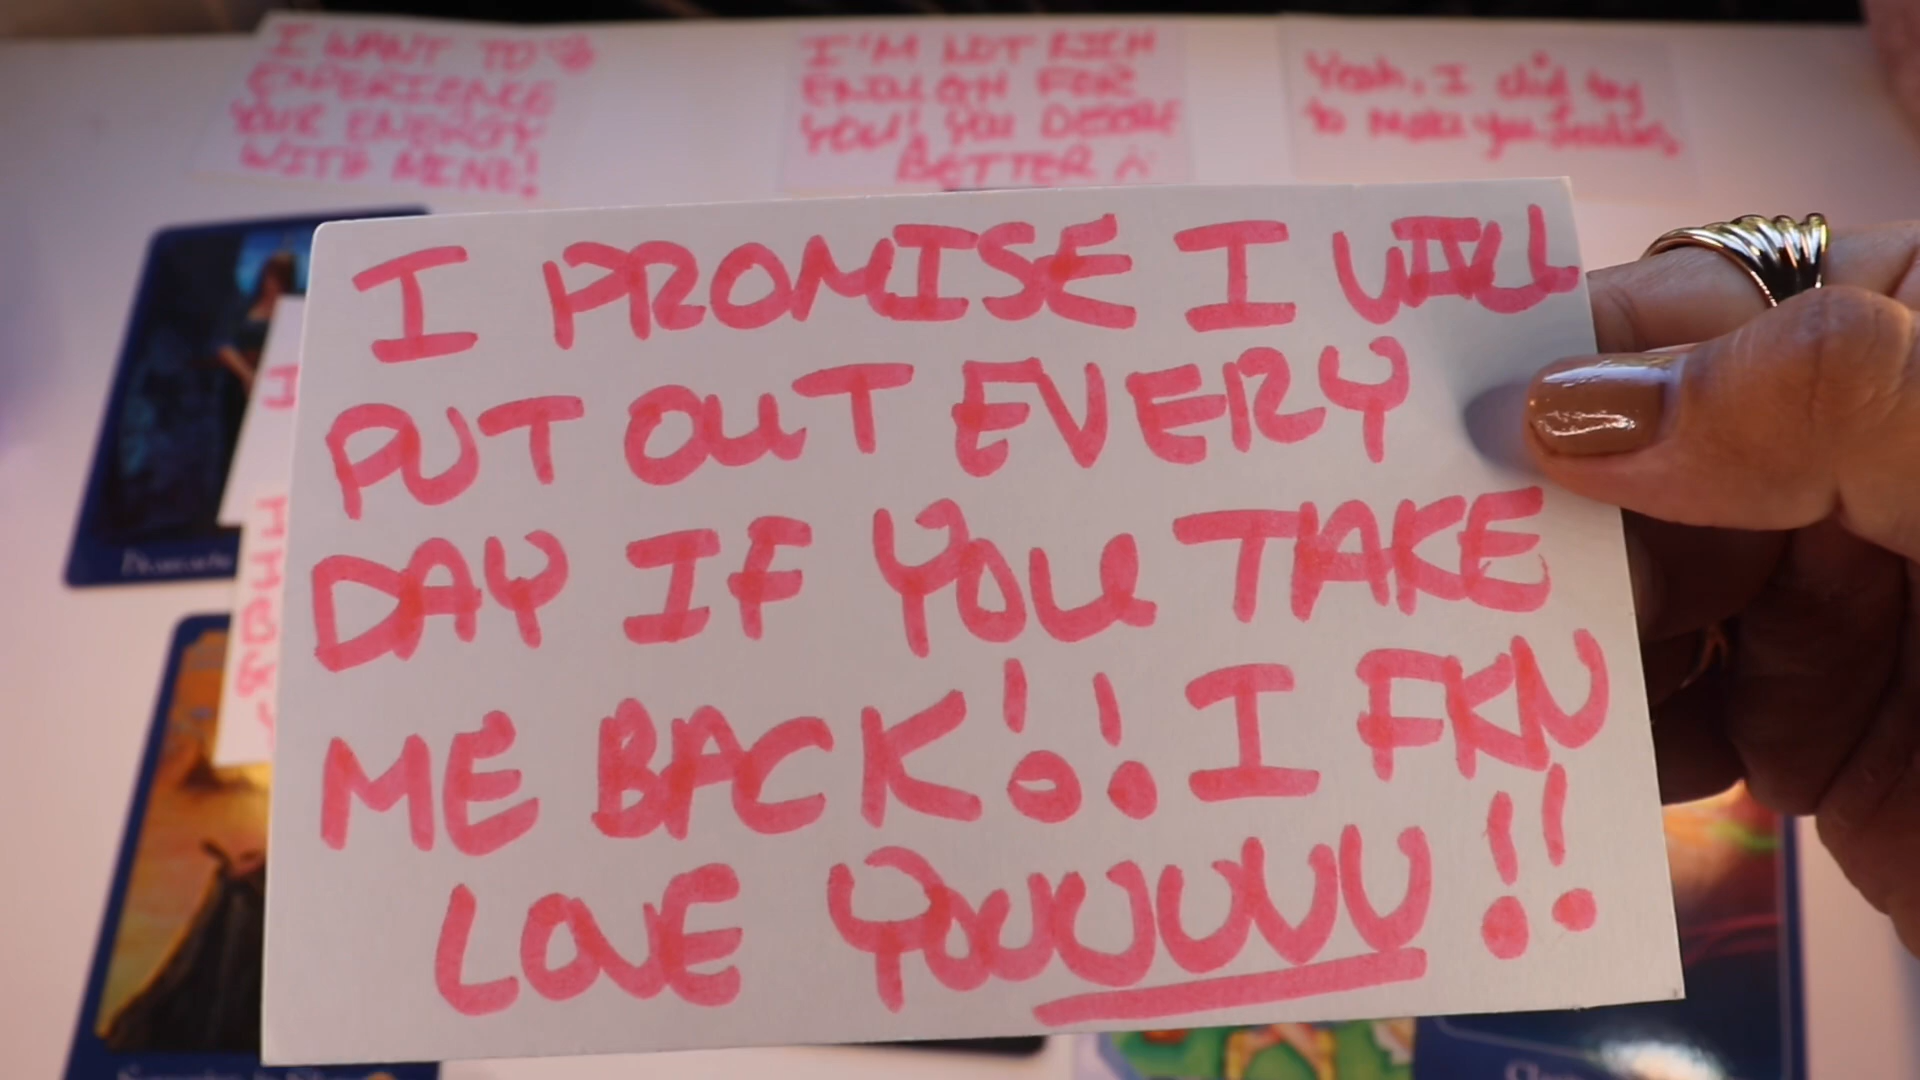 I WANT TO
EXPERIENCE
YOUR ENERGY
WITH MINE!
I'M NOT RICH
ENOUGH FOR
YOU! YOU DESERVE
BETTER
Yeah, I did try
to make you jealous,
I PROMISE I WILL
PUT OUT EVERY
DAY IF YOU TAKE
ME BACK!! I FKN
LOVE YOUUUUU!!